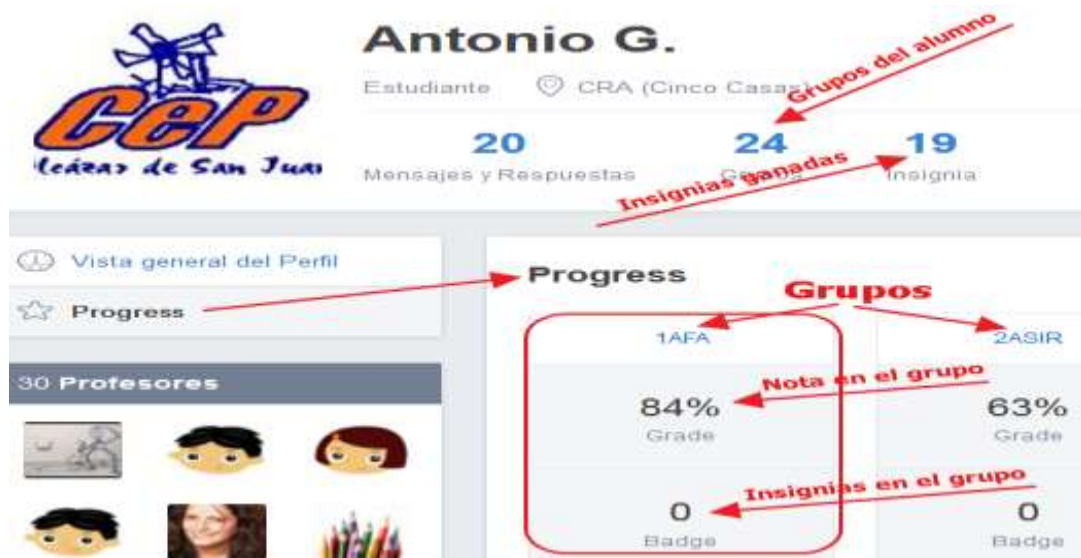 Antonio G.
Estudiante CRA (Cinco Casas)
Grupos del alumno
20 24 19
Mensajes y Respuestas Grupos Insignia
Insignias ganadas
CeP
Alcázar de San Juan
Vista general del Perfil
Progress
30 Profesores
Progress
Grupos
1AFA 2ASIR
Nota en el grupo
84% 63%
Grade Grade
Insignias en el grupo
0 0
Badge Badge